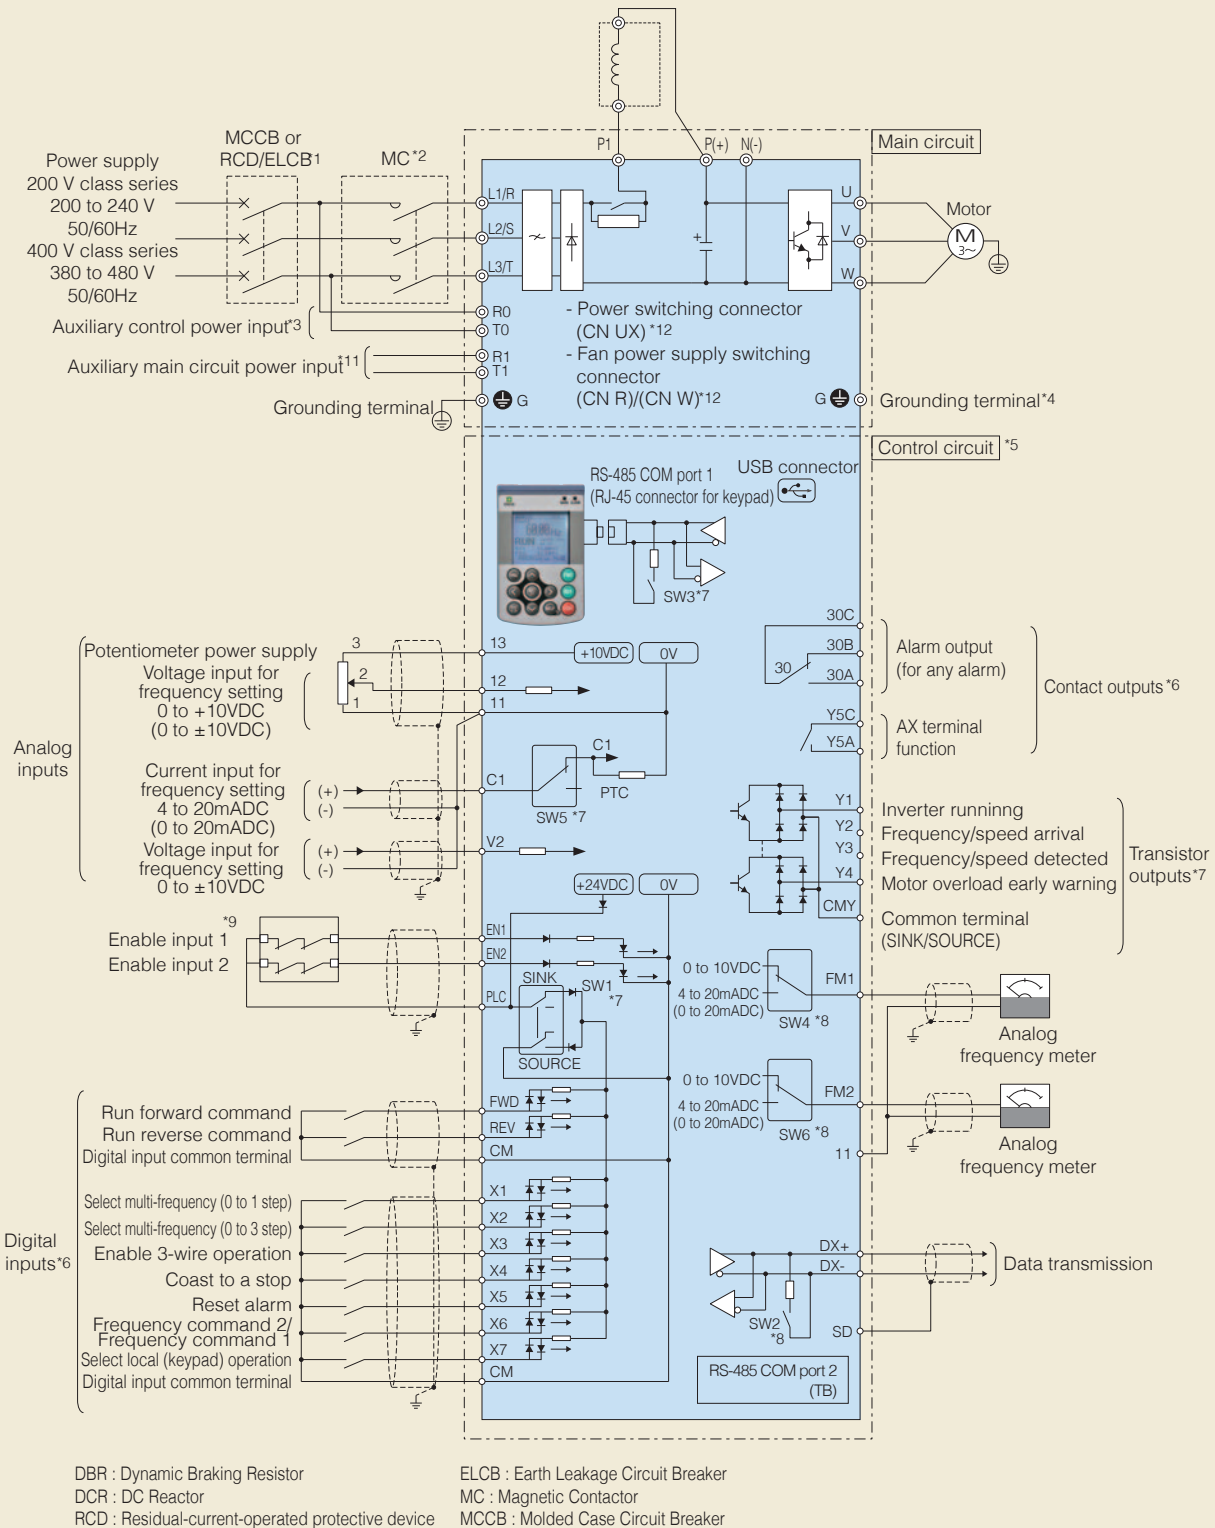 P1
P(+)
N(-)
Main circuit
MCCB or
RCD/ELCB*1
MC*2
Power supply
200 V class series
200 to 240 V
50/60Hz
400 V class series
380 to 480 V
50/60Hz
L1/R
L2/S
L3/T
+
U
V
W
Motor
M
3~
Auxiliary control power input*3
R0
T0
- Power switching connector
(CN UX) *12
Auxiliary main circuit power input*11
R1
T1
- Fan power supply switching
connector
(CN R)/(CN W)*12
Grounding terminal
G
G
Grounding terminal*4
Control circuit *5
RS-485 COM port 1
(RJ-45 connector for keypad)
USB connector
60.00Hz
RUN
SW3*7
30C
30B
30
30A
Alarm output
(for any alarm)
Contact outputs*6
Y5C
Y5A
AX terminal
function
Analog
inputs
Potentiometer power supply
3
13
+10VDC
0V
Voltage input for
frequency setting
0 to +10VDC
(0 to ±10VDC)
2
12
1
11
Current input for
frequency setting
4 to 20mADC
(0 to 20mADC)
(+)
(-)
C1
C1
PTC
SW5 *7
Voltage input for
frequency setting
0 to ±10VDC
(+)
(-)
V2
Y1
Inverter runinng
Y2
Frequency/speed arrival
Y3
Frequency/speed detected
Y4
Motor overload early warning
CMY
Common terminal
(SINK/SOURCE)
Transistor
outputs*7
+24VDC
0V
*9
Enable input 1
Enable input 2
EN1
EN2
PLC
SINK
SW1
*7
SOURCE
0 to 10VDC
4 to 20mADC
(0 to 20mADC)
SW4 *8
FM1
Analog
frequency meter
0 to 10VDC
4 to 20mADC
(0 to 20mADC)
SW6 *8
FM2
Analog
frequency meter
11
Digital
inputs*6
Run forward command
FWD
Run reverse command
REV
Digital input common terminal
CM
Select multi-frequency (0 to 1 step)
X1
Select multi-frequency (0 to 3 step)
X2
Enable 3-wire operation
X3
Coast to a stop
X4
Reset alarm
X5
Frequency command 2/
Frequency command 1
X6
Select local (keypad) operation
X7
Digital input common terminal
CM
DX+
DX-
Data transmission
SW2
*8
SD
RS-485 COM port 2
(TB)
DBR : Dynamic Braking Resistor
DCR : DC Reactor
RCD : Residual-current-operated protective device
ELCB : Earth Leakage Circuit Breaker
MC : Magnetic Contactor
MCCB : Molded Case Circuit Breaker